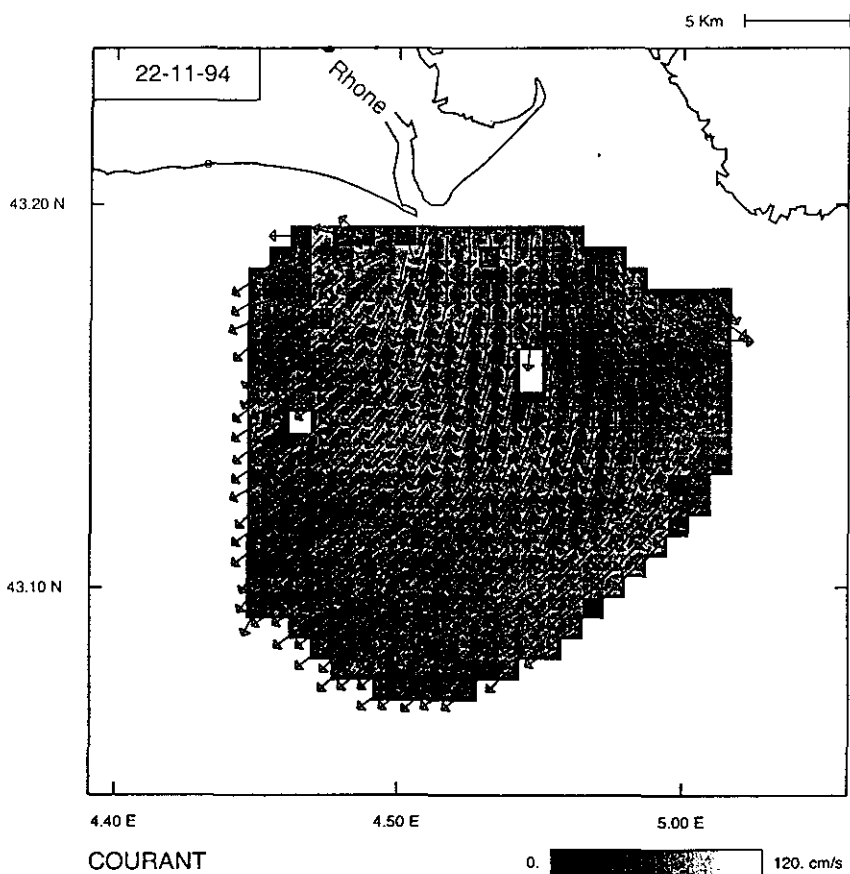 5 Km
22-11-94
Rhone
43.20 N
43.10 N
4.40 E
4.50 E
5.00 E
COURANT
0.
120. cm/s